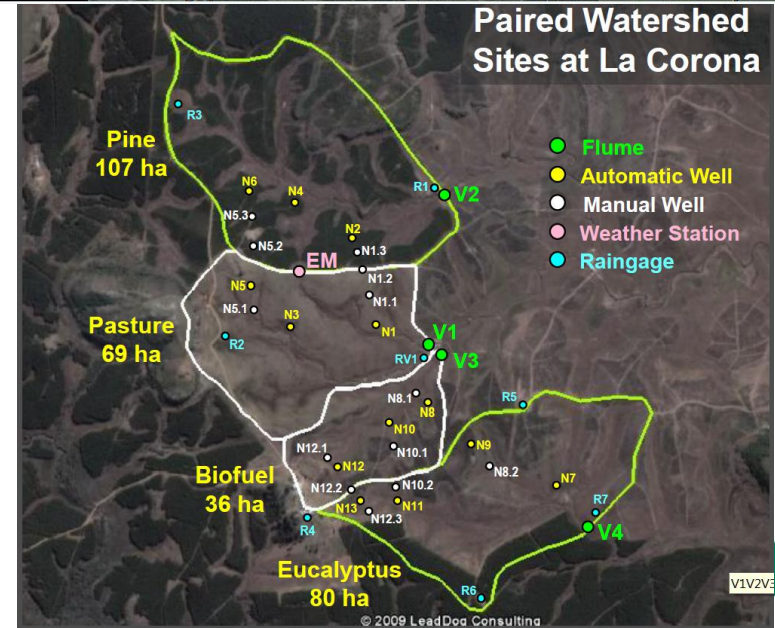 Paired Watershed
Sites at La Corona
R3
Pine
107 ha
Flume
Automatic Well
Manual Well
Weather Station
Raingage
R1
V2
N6
N4
N5.3
N2
N5.2
N1.3
EM
N1.2
N5
N1.1
N5.1
N3
N1
Pasture
69 ha
R2
V1
RV1
V3
N8.1
N8
R5
N10
N12.1
N10.1
N9
N12
N8.2
Biofuel
36 ha
N12.2
N10.2
N7
N13
N11
N12.3
R7
R4
V4
Eucalyptus
80 ha
R6
V1V2V3
© 2009 LeadDog Consulting